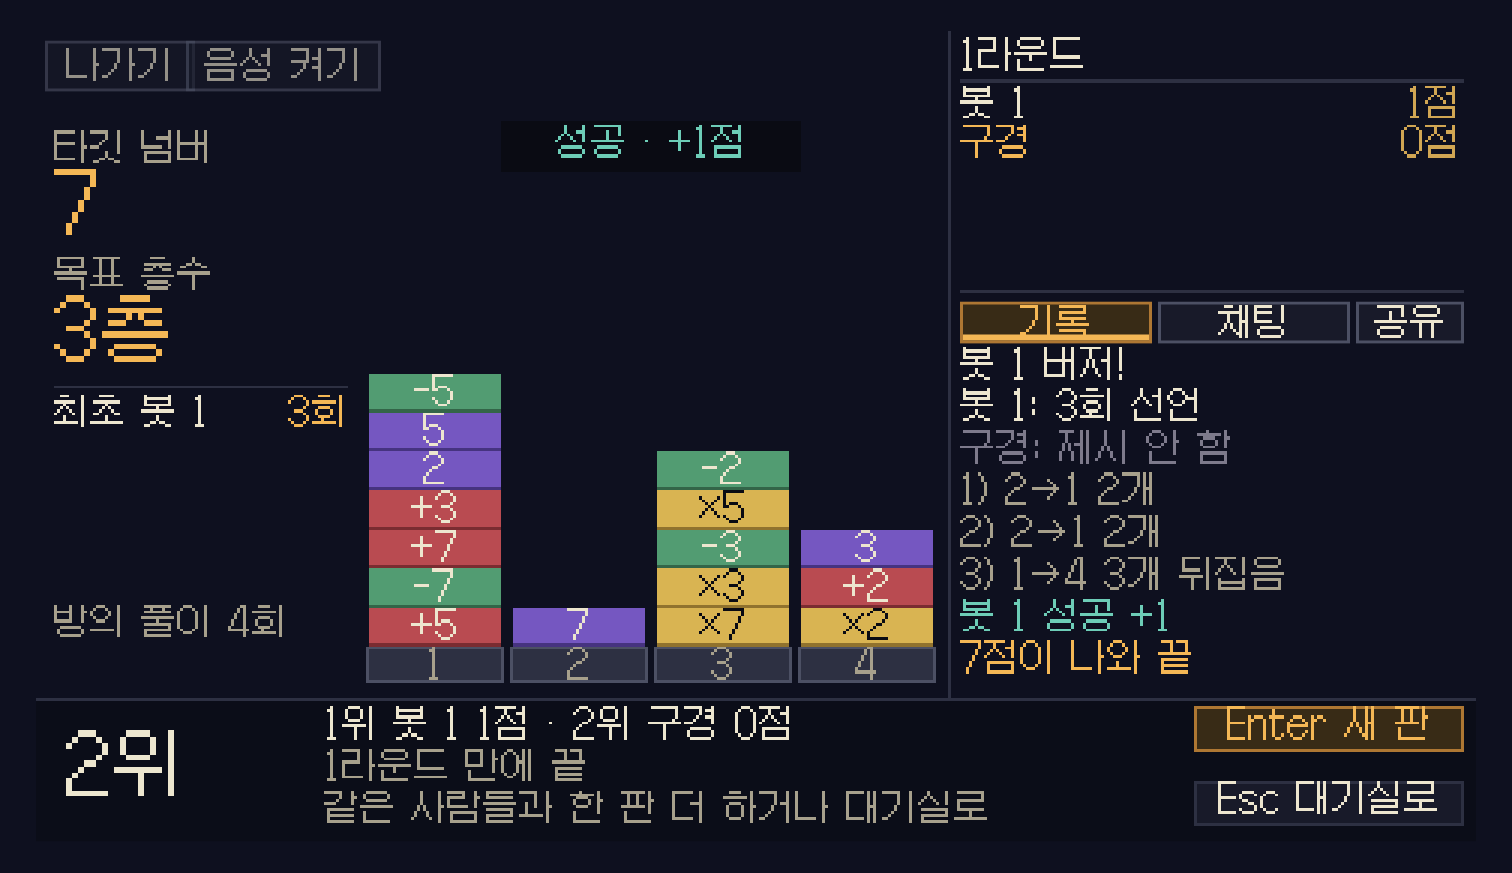 나가기 음성 켜기
타깃 넘버
7
목표 층수
3층
최초 봇 1 3회
방의 풀이 4회
성공 · +1점
-5
5
2
+3
+7
-7
+5
1
7
2
-2
×5
-3
×3
×7
3
3
+2
×2
4
1라운드
봇 1 1점
구경 0점
기록 채팅 공유
봇 1 버저!
봇 1: 3회 선언
구경: 제시 안 함
1) 2→1 2개
2) 2→1 2개
3) 1→4 3개 뒤집음
봇 1 성공 +1
7점이 나와 끝
2위
1위 봇 1 1점 · 2위 구경 0점
1라운드 만에 끝
같은 사람들과 한 판 더 하거나 대기실로
Enter 새 판
Esc 대기실로